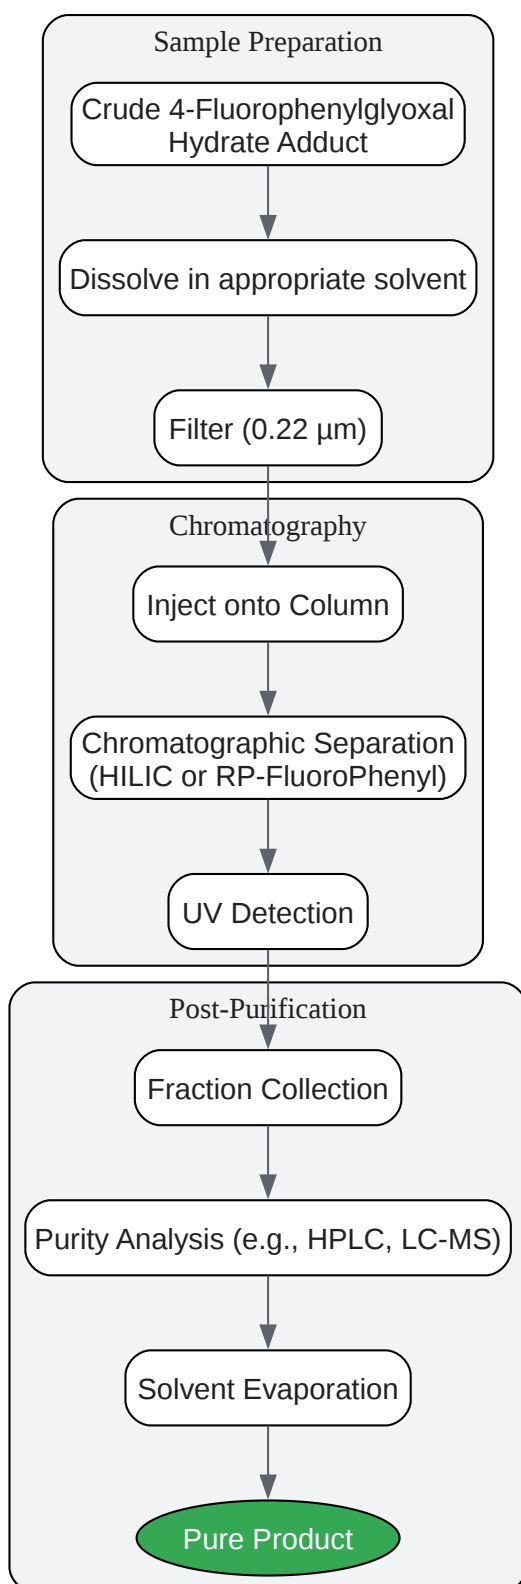 Sample Preparation
Crude 4-Fluorophenylglyoxal
Hydrate Adduct
Dissolve in appropriate solvent
Filter (0.22 µm)
Chromatography
Inject onto Column
Chromatographic Separation
(HILIC or RP-FluoroPhenyl)
UV Detection
Post-Purification
Fraction Collection
Purity Analysis (e.g., HPLC, LC-MS)
Solvent Evaporation
Pure Product